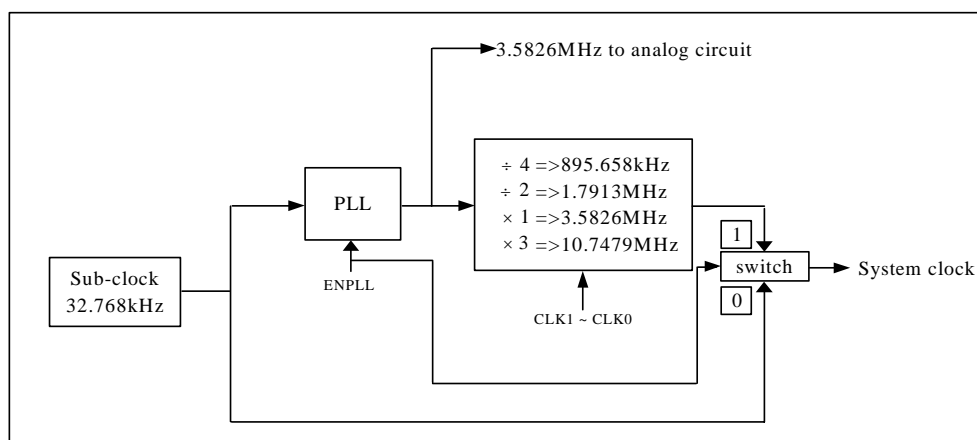 3.5826MHz to analog circuit
÷ 4 =>895.658kHz
÷ 2 =>1.7913MHz
× 1 =>3.5826MHz
× 3 =>10.7479MHz
PLL
1
switch
System clock
0
Sub-clock
32.768kHz
ENPLL
CLK1 ~ CLK0